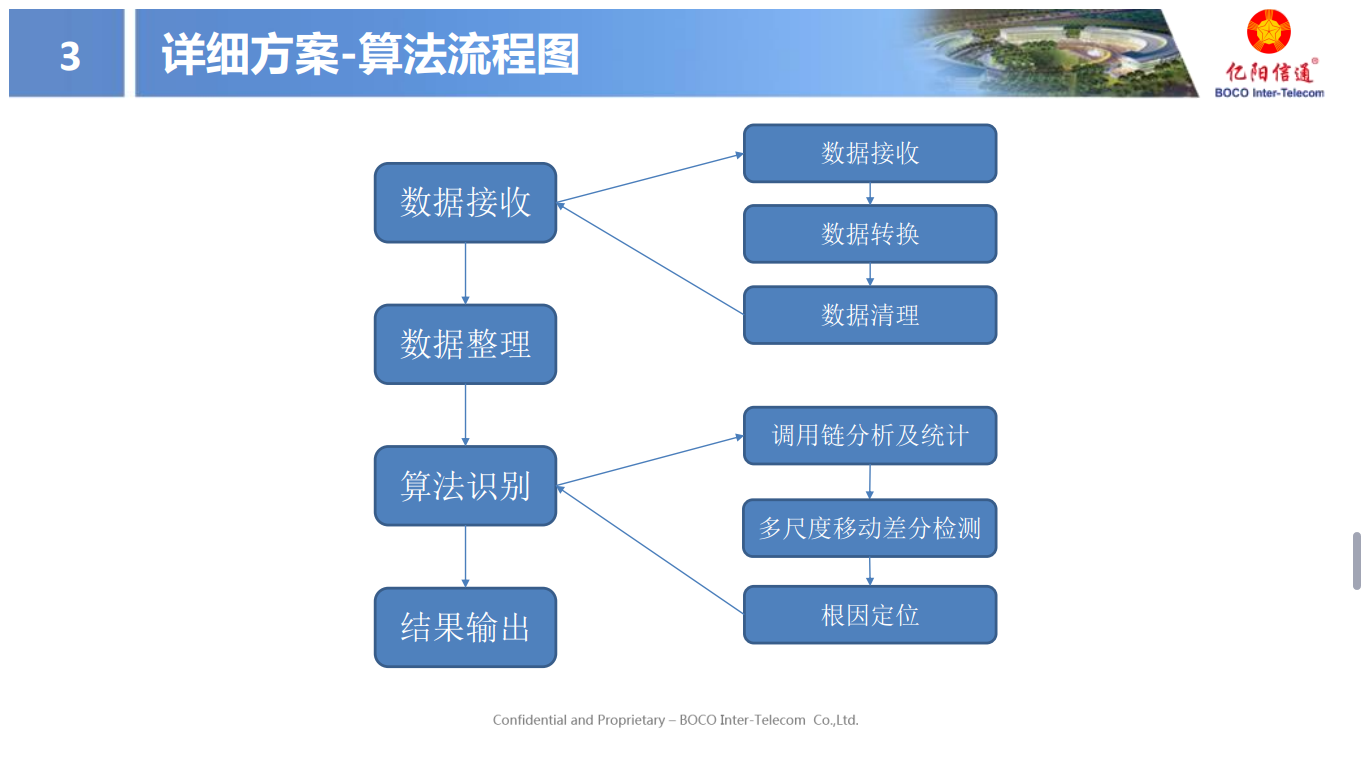 3
详细方案-算法流程图
亿阳信通®
BOCO Inter-Telecom
数据接收
数据整理
算法识别
结果输出
数据接收
数据转换
数据清理
调用链分析及统计
多尺度移动差分检测
根因定位
Confidential and Proprietary – BOCO Inter-Telecom Co.,Ltd.